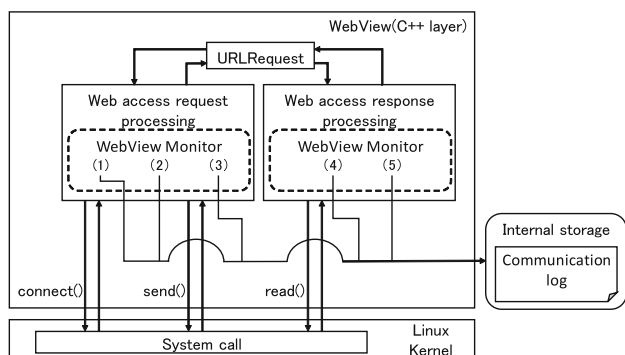 WebView(C++ layer)
URLRequest
Web access request
processing
Web access response
processing
WebView Monitor
(1) (2) (3)
WebView Monitor
(4) (5)
Internal storage
Communication
log
connect()
send()
read()
System call
Linux
Kernel